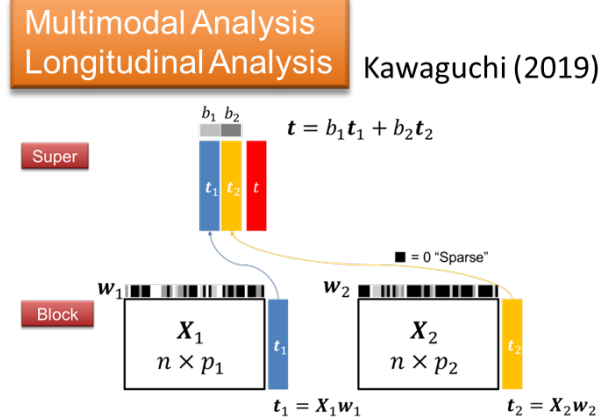 Multimodal Analysis
Longitudinal Analysis
Kawaguchi (2019)
b₁ b₂
t = b₁t₁ + b₂t₂
Super
t₁ t₂ t
■ = 0 “Sparse”
w₁ w₂
Block
X₁
n × p₁
t₁
X₂
n × p₂
t₂
t₁ = X₁w₁
t₂ = X₂w₂